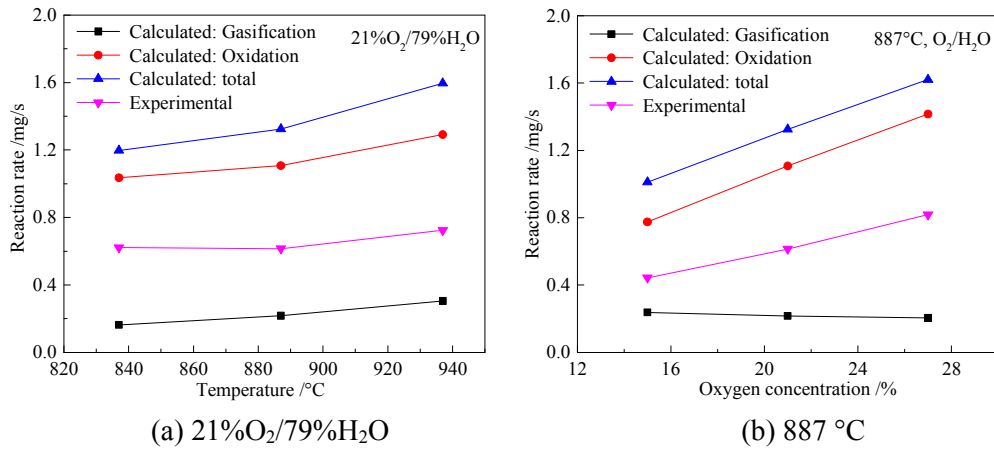 2.0
1.6
1.2
0.8
0.4
0.0
Reaction rate /mg/s
Calculated: Gasification
Calculated: Oxidation
Calculated: total
Experimental
21%O₂/79%H₂O
820 840 860 880 900 920 940
Temperature /°C
(a) 21%O₂/79%H₂O
2.0
1.6
1.2
0.8
0.4
0.0
Reaction rate /mg/s
Calculated: Gasification
Calculated: Oxidation
Calculated: total
Experimental
887°C, O₂/H₂O
12 16 20 24 28
Oxygen concentration /%
(b) 887 °C